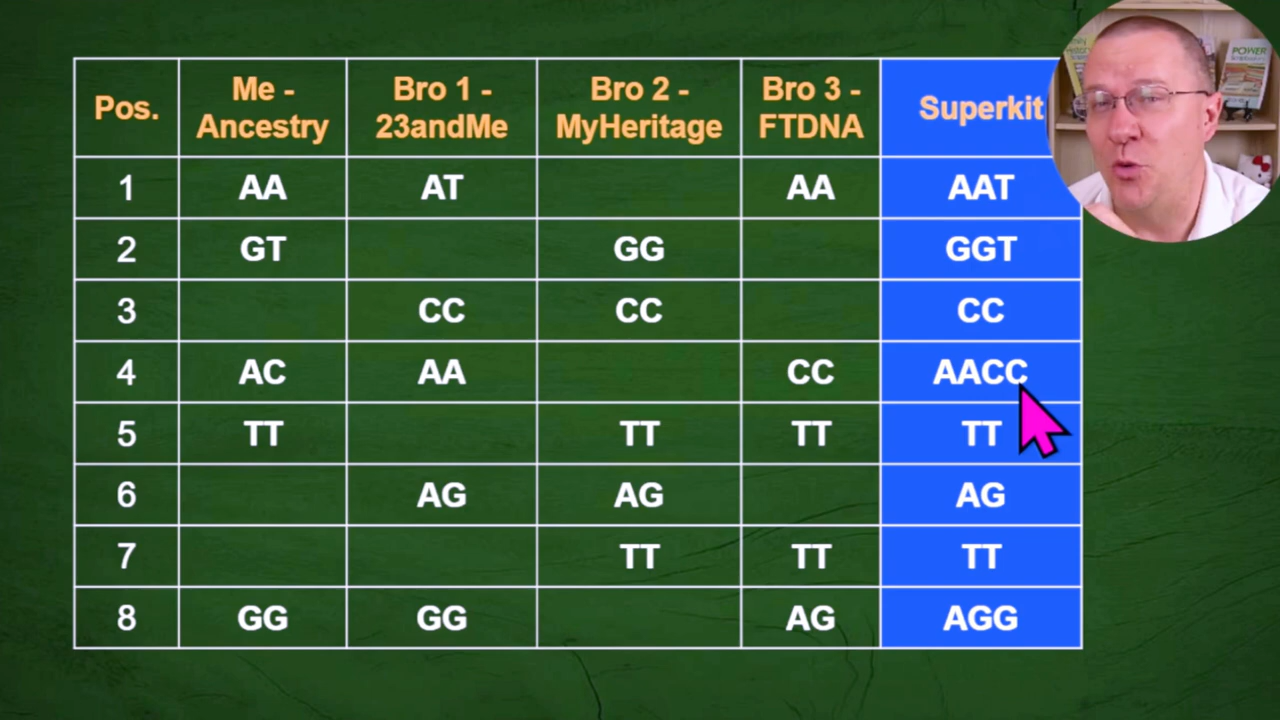 Pos. Me - Ancestry Bro 1 - 23andMe Bro 2 - MyHeritage Bro 3 - FTDNA Superkit
1 AA AT AA AAT
2 GT GG GGT
3 CC CC CC
4 AC AA CC AACC
5 TT TT TT TT
6 AG AG AG
7 TT TT TT
8 GG GG AG AGG
POWER